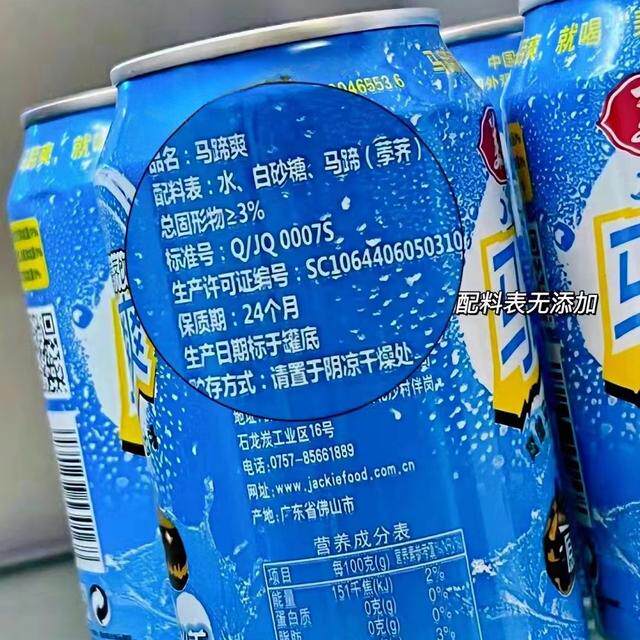 品名：马蹄爽
配料表：水、白砂糖、马蹄（荸荠）
总固形物≥3%
标准号：Q/JQ 0007S
生产许可证编号：SC1064406050310
保质期：24个月
生产日期标于罐底
贮存方式：请置于阴凉干燥处
配料表无添加
石龙炭工业区16号
电话：0757-85661889
网址：www.jackiefood.com.cn
产地：广东省佛山市
营养成分表
项目 每100克(g)
能量 151千焦(kJ) 2%
蛋白质 0克(g) 0%
脂肪 0克(g)
就喝